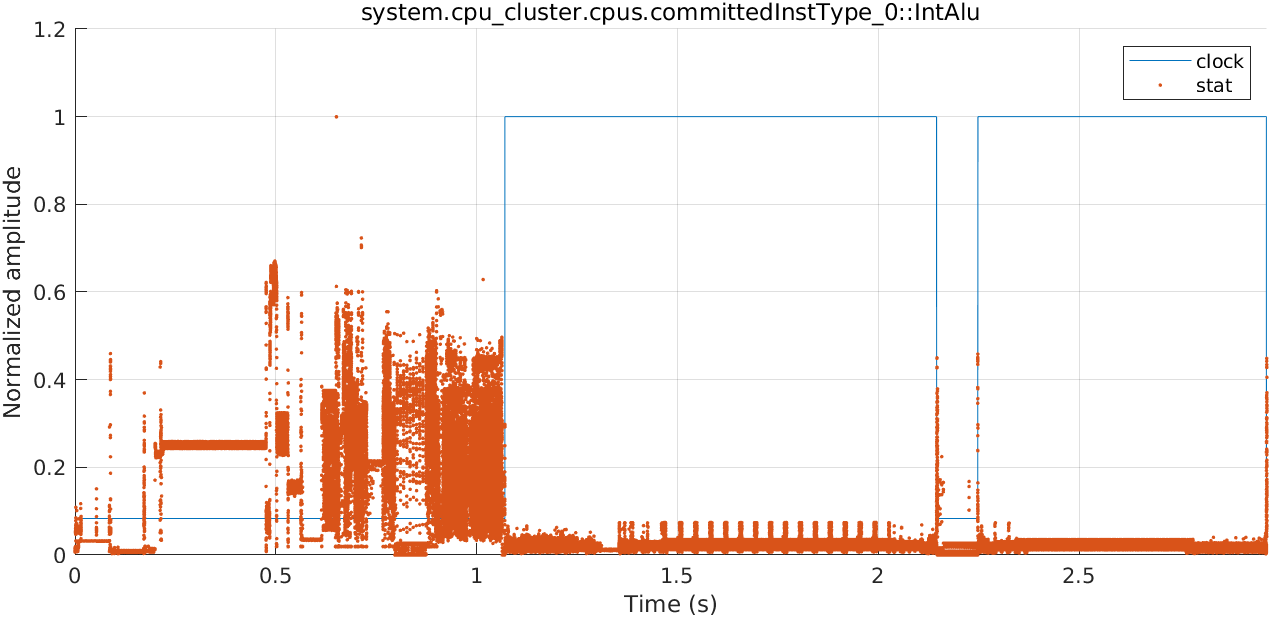 system.cpu_cluster.cpus.committedInstType_0::IntAlu
1.2
1
0.8
0.6
0.4
0.2
0
Normalized amplitude
clock
stat
0 0.5 1 1.5 2 2.5
Time (s)